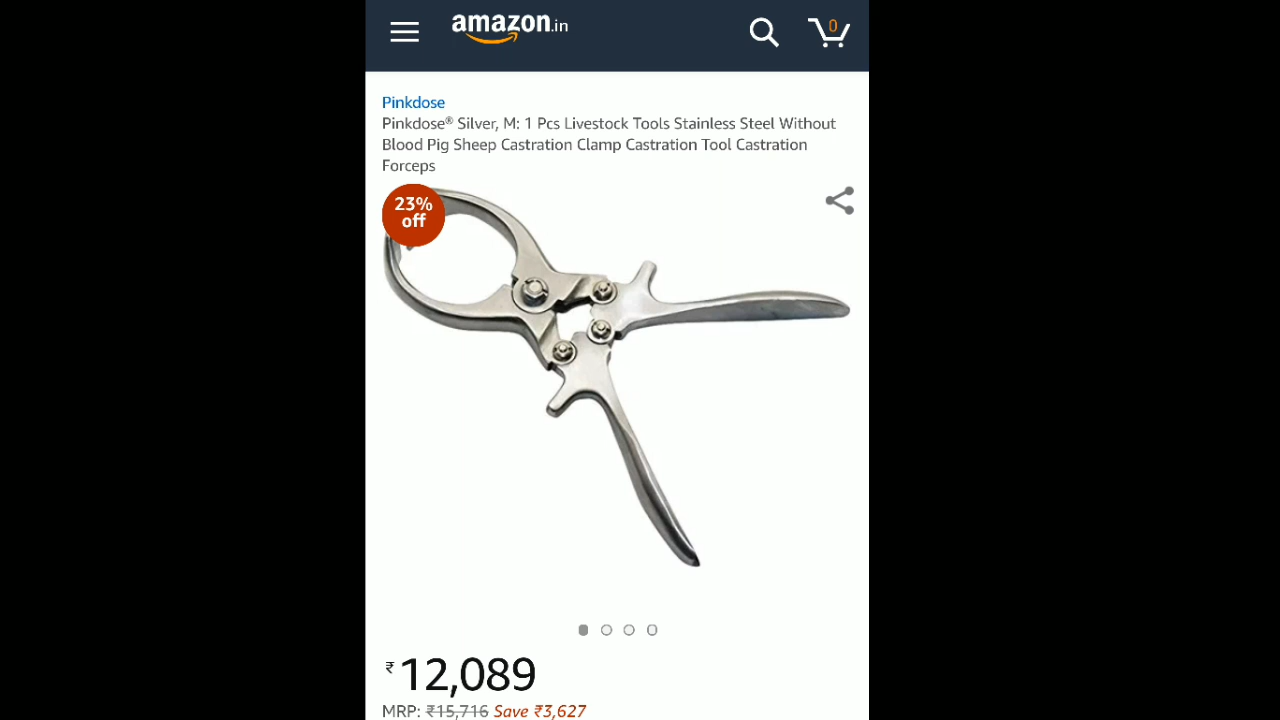 amazon.in
0
Pinkdose
Pinkdose® Silver, M: 1 Pcs Livestock Tools Stainless Steel Without
Blood Pig Sheep Castration Clamp Castration Tool Castration
Forceps
23%
off
₹12,089
MRP: ₹15,716 Save ₹3,627